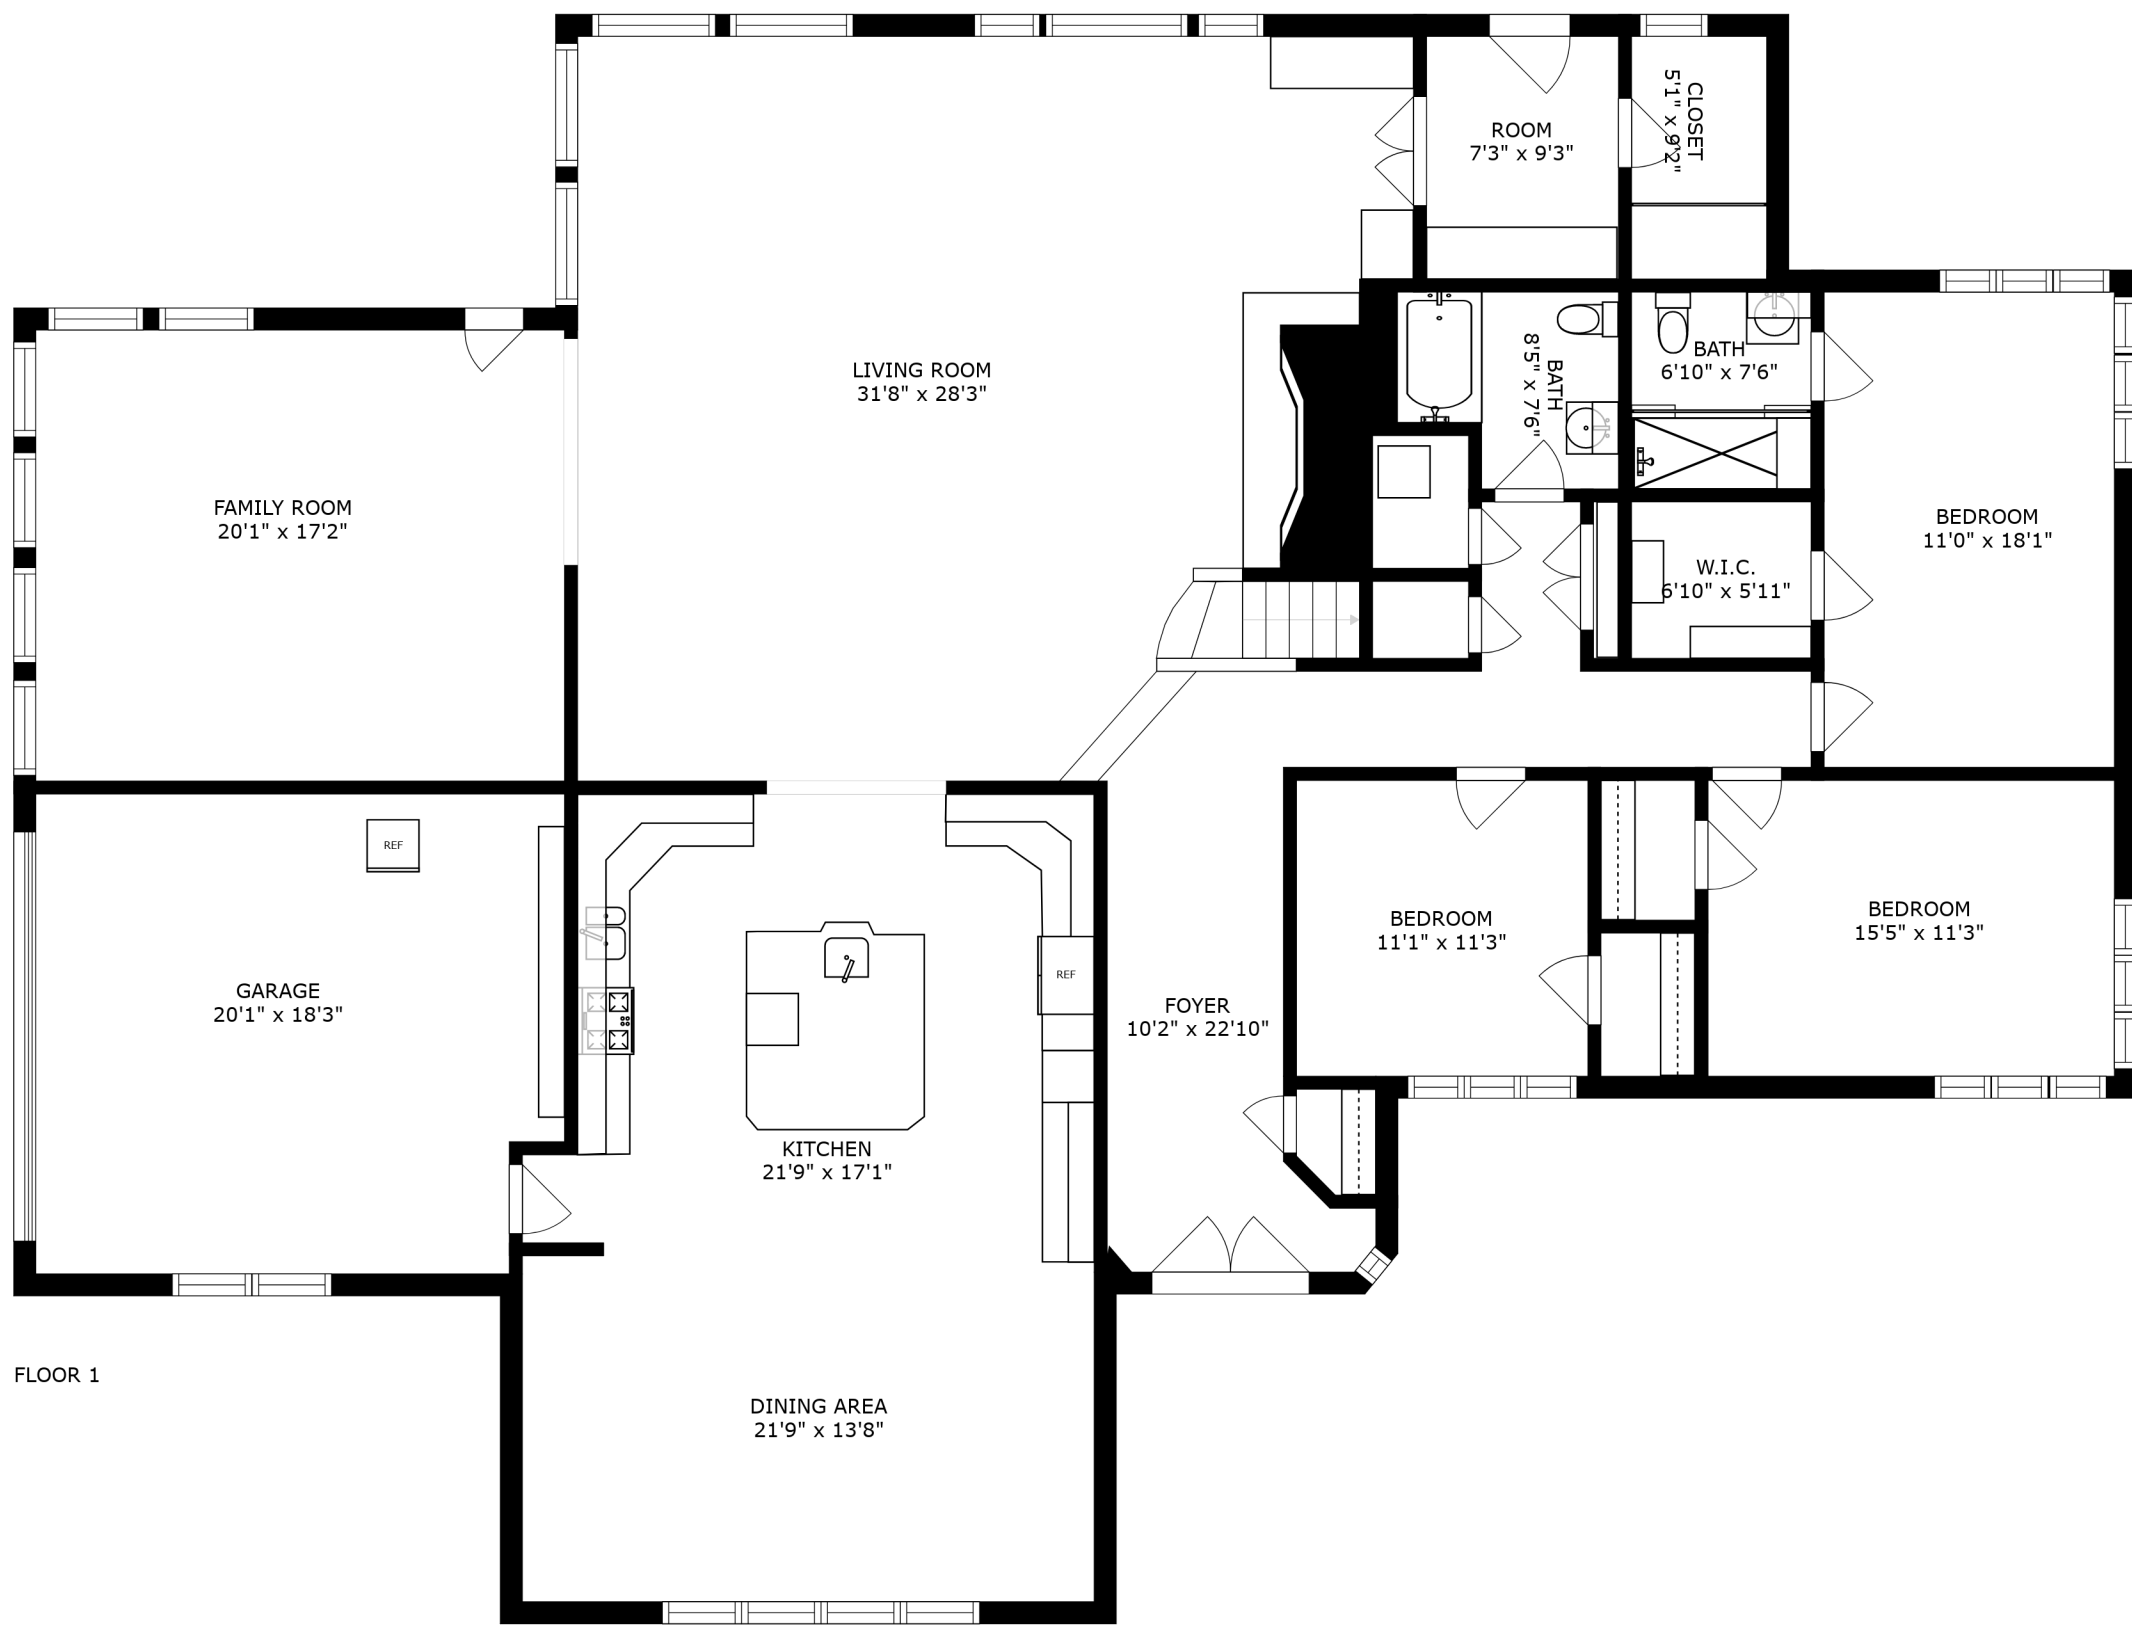 ROOM
7'3" x 9'3"
CLOSET
5'1" x 9'2"
LIVING ROOM
31'8" x 28'3"
BATH
8'5" x 7'6"
BATH
6'10" x 7'6"
FAMILY ROOM
20'1" x 17'2"
BEDROOM
11'0" x 18'1"
W.I.C.
6'10" x 5'11"
REF
BEDROOM
11'1" x 11'3"
BEDROOM
15'5" x 11'3"
REF
GARAGE
20'1" x 18'3"
FOYER
10'2" x 22'10"
KITCHEN
21'9" x 17'1"
FLOOR 1
DINING AREA
21'9" x 13'8"